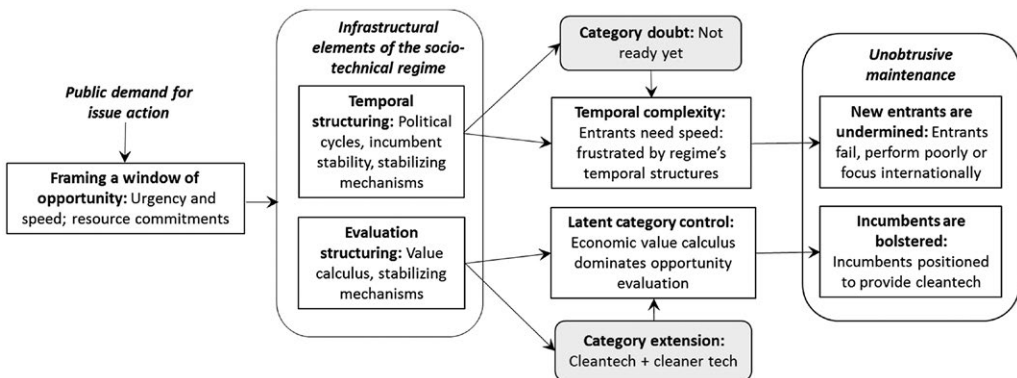 Public demand for
issue action
Framing a window of
opportunity: Urgency and
speed; resource commitments
Infrastructural
elements of the socio-
technical regime
Temporal
structuring: Political
cycles, incumbent
stability, stabilizing
mechanisms
Evaluation
structuring: Value
calculus, stabilizing
mechanisms
Category doubt: Not
ready yet
Temporal complexity:
Entrants need speed:
frustrated by regime's
temporal structures
Latent category control:
Economic value calculus
dominates opportunity
evaluation
Category extension:
Cleantech + cleaner tech
Unobtrusive
maintenance
New entrants are
undermined: Entrants
fail, perform poorly or
focus internationally
Incumbents are
bolstered:
Incumbents positioned
to provide cleantech